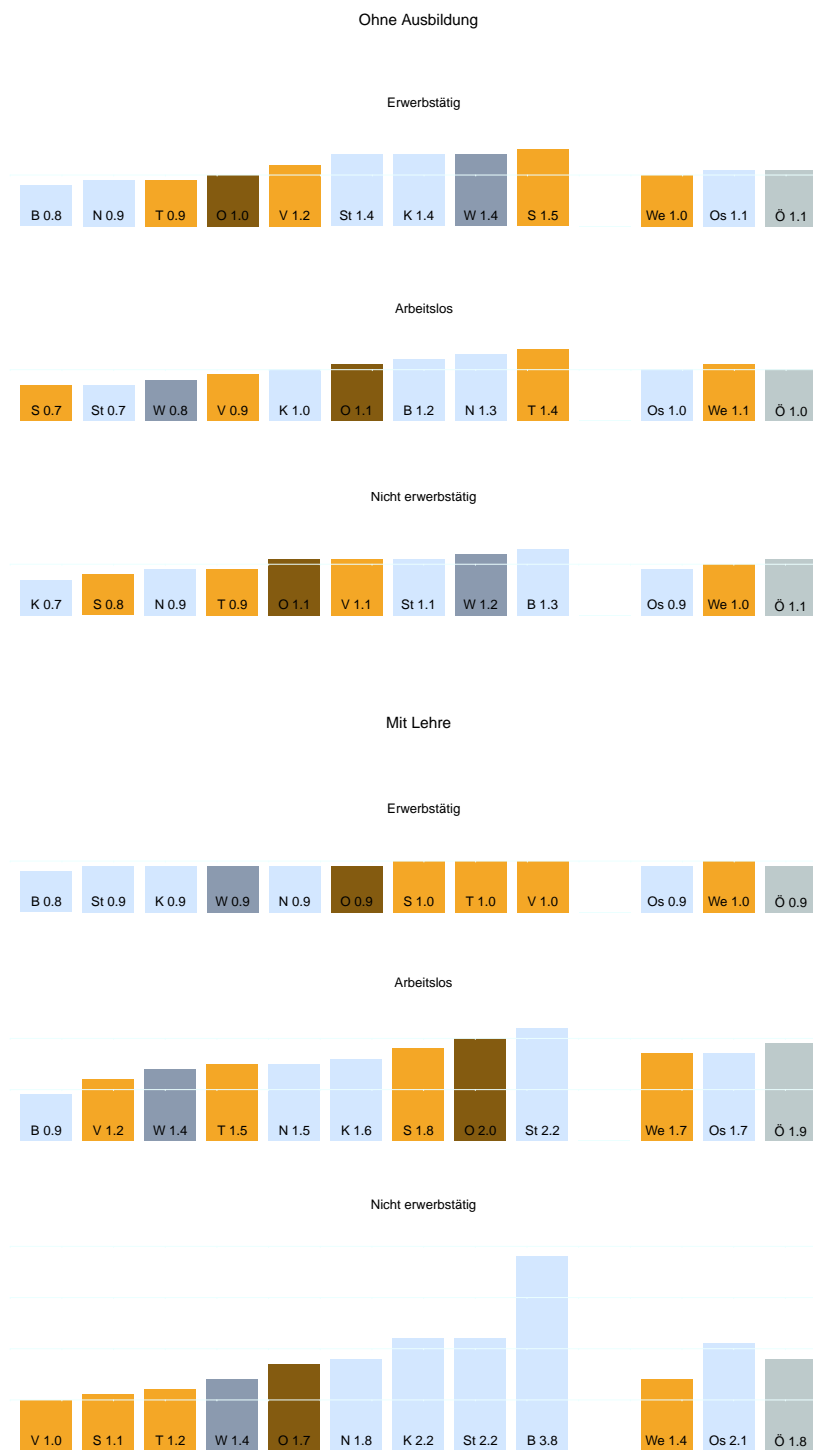 Ohne Ausbildung
Erwerbstätig
B 0.8 N 0.9 T 0.9 O 1.0 V 1.2 St 1.4 K 1.4 W 1.4 S 1.5 We 1.0 Os 1.1 Ö 1.1
Arbeitslos
S 0.7 St 0.7 W 0.8 V 0.9 K 1.0 O 1.1 B 1.2 N 1.3 T 1.4 Os 1.0 We 1.1 Ö 1.0
Nicht erwerbstätig
K 0.7 S 0.8 N 0.9 T 0.9 O 1.1 V 1.1 St 1.1 W 1.2 B 1.3 Os 0.9 We 1.0 Ö 1.1
Mit Lehre
Erwerbstätig
B 0.8 St 0.9 K 0.9 W 0.9 N 0.9 O 0.9 S 1.0 T 1.0 V 1.0 Os 0.9 We 1.0 Ö 0.9
Arbeitslos
B 0.9 V 1.2 W 1.4 T 1.5 N 1.5 K 1.6 S 1.8 O 2.0 St 2.2 We 1.7 Os 1.7 Ö 1.9
Nicht erwerbstätig
V 1.0 S 1.1 T 1.2 W 1.4 O 1.7 N 1.8 K 2.2 St 2.2 B 3.8 We 1.4 Os 2.1 Ö 1.8